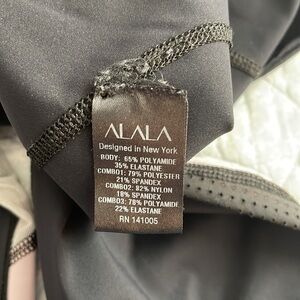 ALALA
Designed in New York
BODY: 65% POLYAMIDE
35% ELASTANE
COMBO1: 79% POLYESTER
21% SPANDEX
COMBO2: 82% NYLON
18% SPANDEX
COMBO3: 78% POLYAMIDE
22% ELASTANE
RN 141005